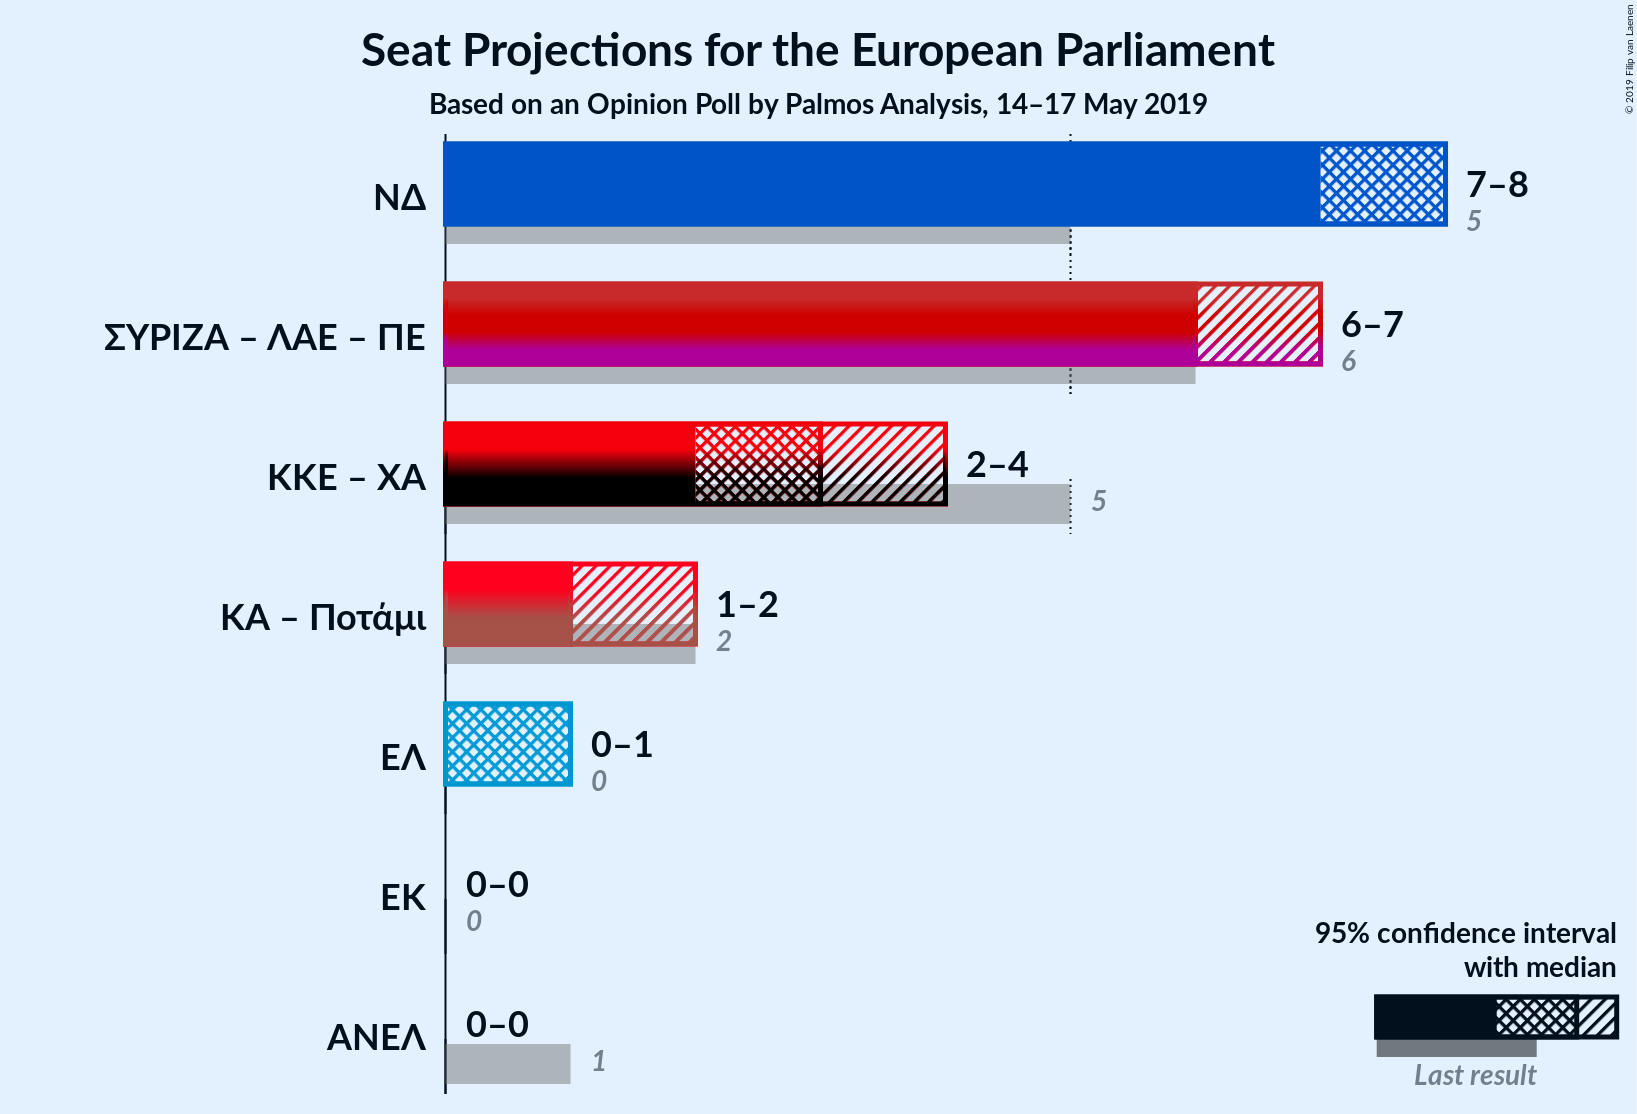 Seat Projections for the European Parliament
Based on an Opinion Poll by Palmos Analysis, 14–17 May 2019
© 2019 Filip van Laenen
ΝΔ
7–8
5
ΣΥΡΙΖΑ – ΛΑΕ – ΠΕ
6–7
6
ΚΚΕ – ΧΑ
2–4
5
ΚΑ – Ποτάμι
1–2
2
ΕΛ
0–1
0
ΕΚ
0–0
0
ΑΝΕΛ
0–0
1
95% confidence interval
with median
Last result